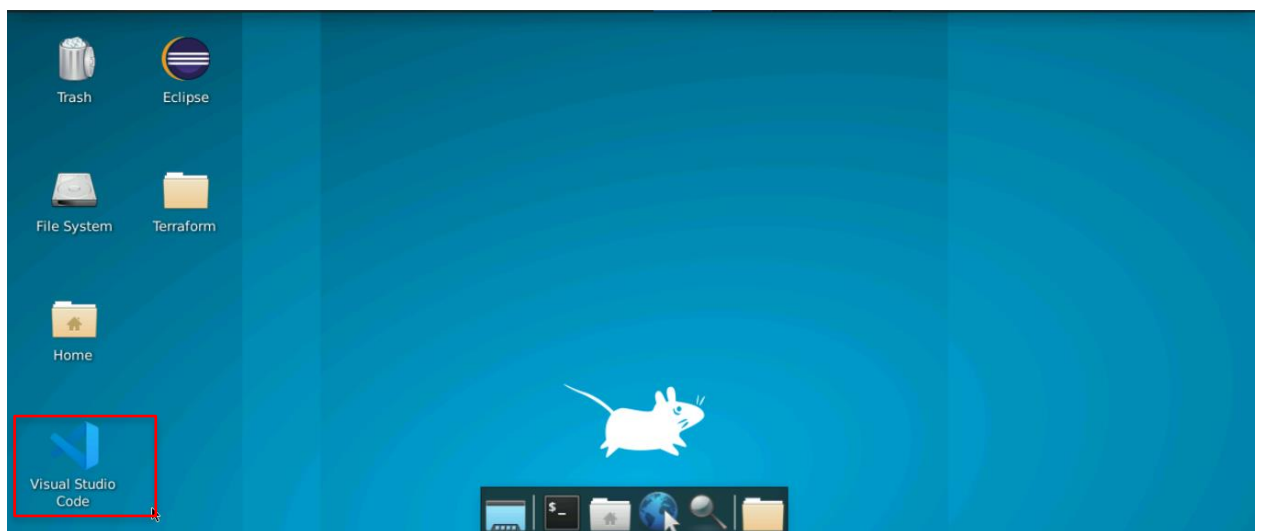 Trash
Eclipse
File System
Terraform
Home
Visual Studio
Code
$_